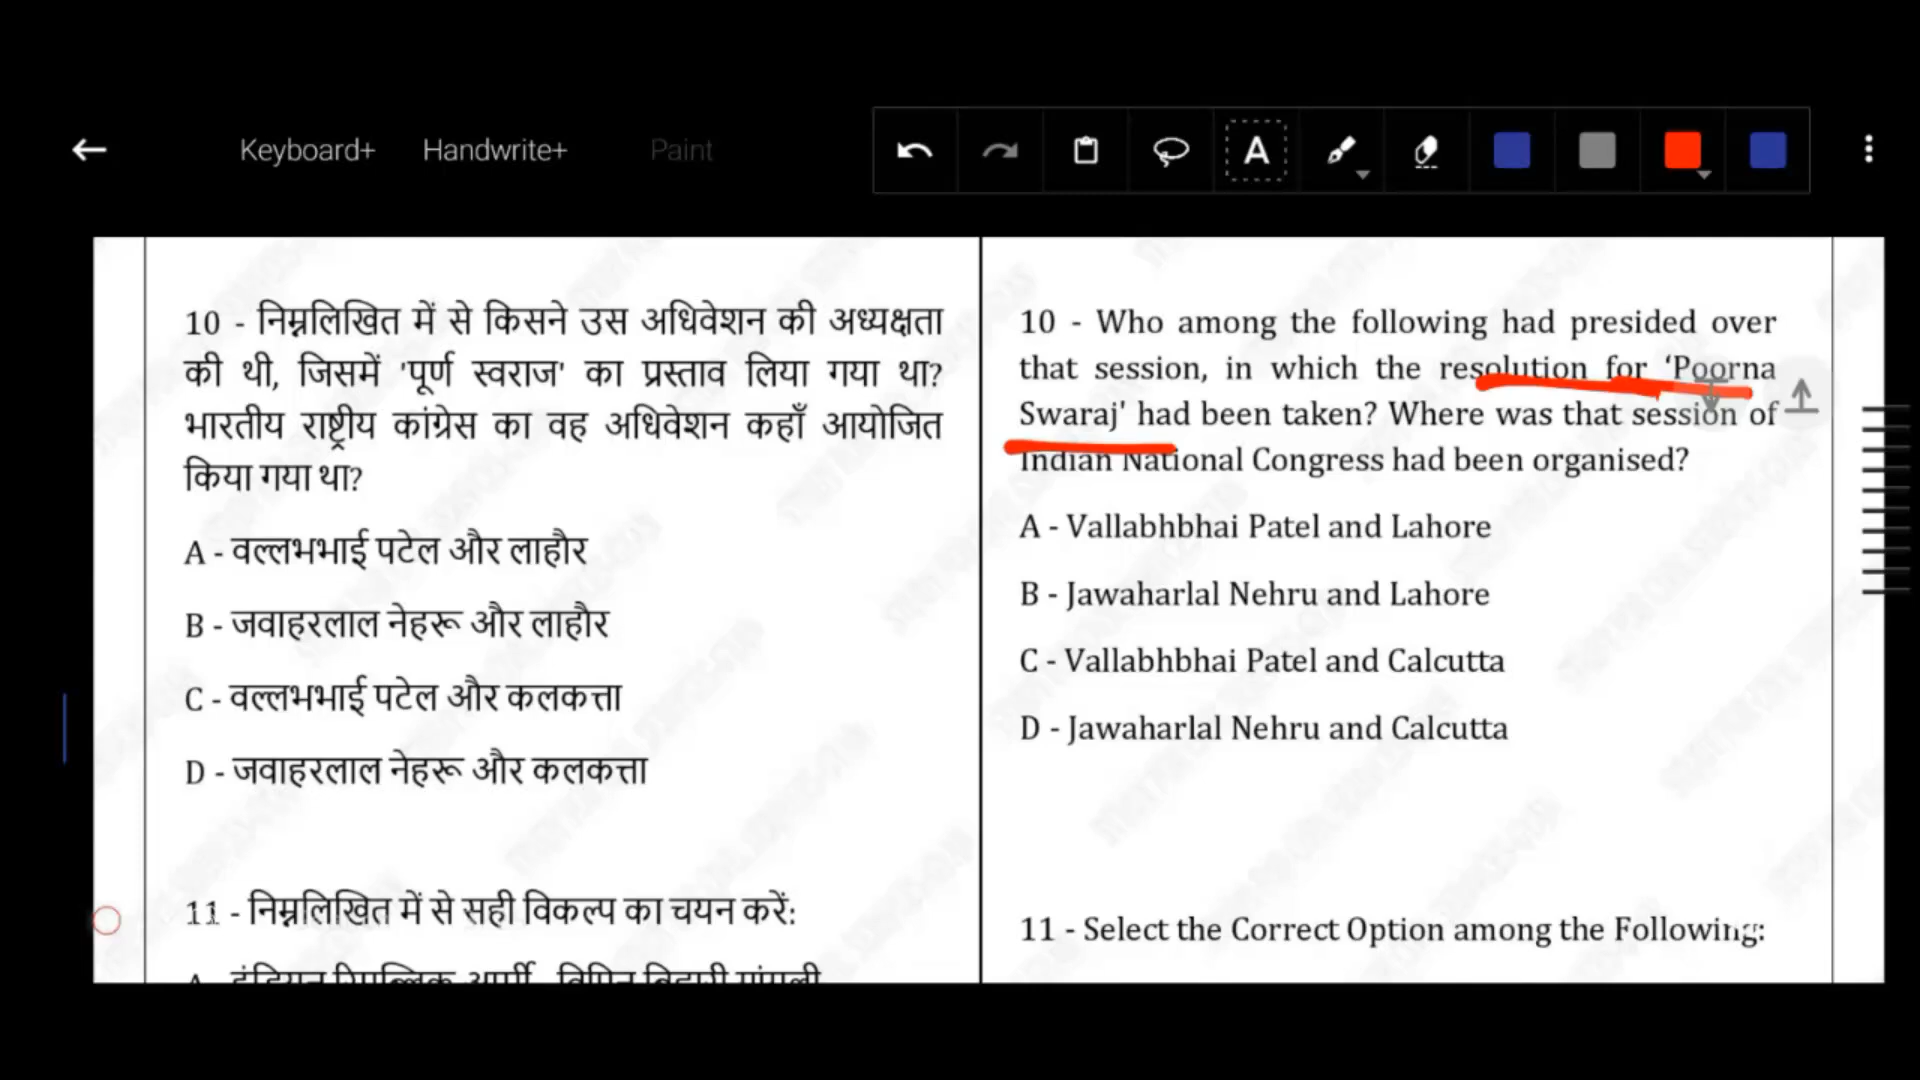 Keyboard+ Handwrite+ Paint A
10 - निम्नलिखित में से किसने उस अधिवेशन की अध्यक्षता
की थी, जिसमें 'पूर्ण स्वराज' का प्रस्ताव लिया गया था?
भारतीय राष्ट्रीय कांग्रेस का वह अधिवेशन कहाँ आयोजित
किया गया था?
A - वल्लभभाई पटेल और लाहौर
B - जवाहरलाल नेहरू और लाहौर
C - वल्लभभाई पटेल और कलकत्ता
D - जवाहरलाल नेहरू और कलकत्ता
11 - निम्नलिखित में से सही विकल्प का चयन करें:
10 - Who among the following had presided over
that session, in which the resolution for ‘Poorna
Swaraj' had been taken? Where was that session of
Indian National Congress had been organised?
A - Vallabhbhai Patel and Lahore
B - Jawaharlal Nehru and Lahore
C - Vallabhbhai Patel and Calcutta
D - Jawaharlal Nehru and Calcutta
11 - Select the Correct Option among the Following: